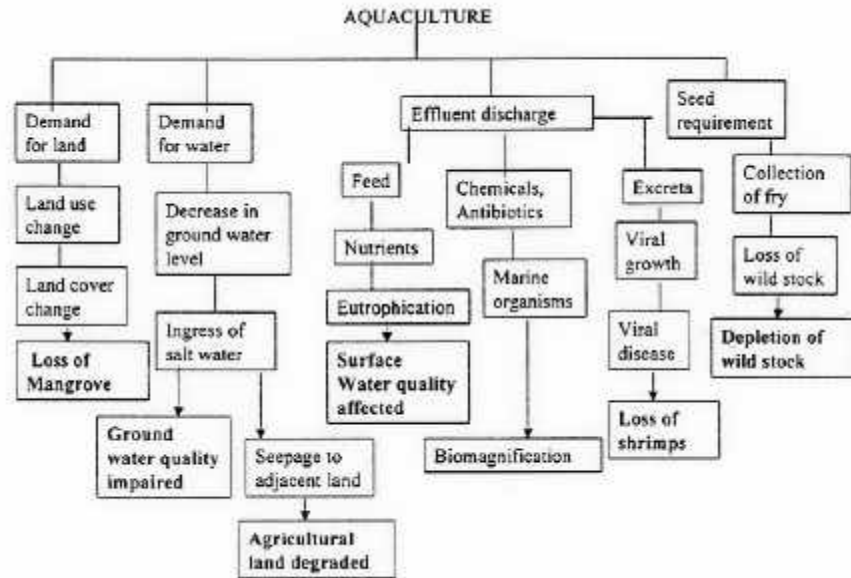 AQUACULTURE
Demand
for land
Demand
for water
Effluent discharge
Seed
requirement
Feed
Chemicals,
Antibiotics
Excreta
Collection
of fry
Land use
change
Decrease in
ground water
level
Nutrients
Viral
growth
Loss of
wild stock
Land cover
change
Eutrophication
Marine
organisms
Ingress of
salt water
Viral
disease
Depletion of
wild stock
Loss of
Mangrove
Surface
Water quality
affected
Loss of
shrimps
Ground
water quality
impaired
Seepage to
adjacent land
Biomagnification
Agricultural
land degraded